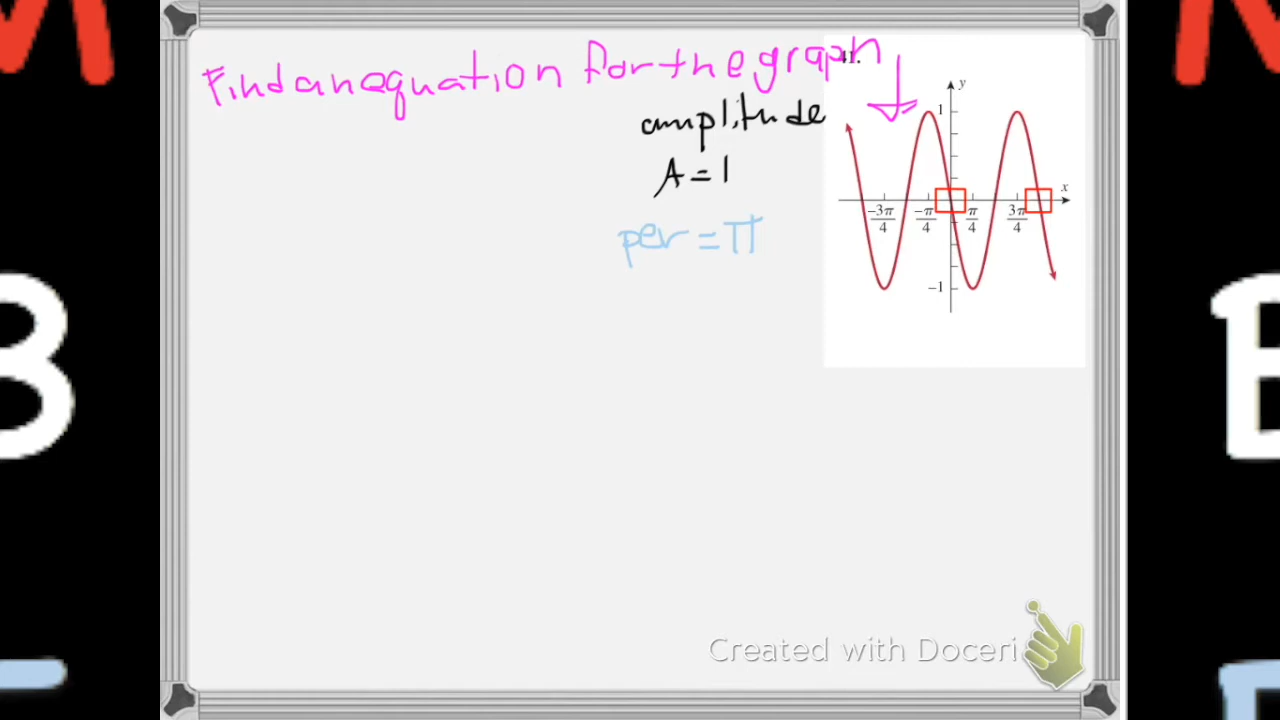 Find an equation for the graph
11.
amplitude
A = 1
per = π
y
1
x
-3π/4 -π/4 π/4 3π/4
-1
Created with Doceri